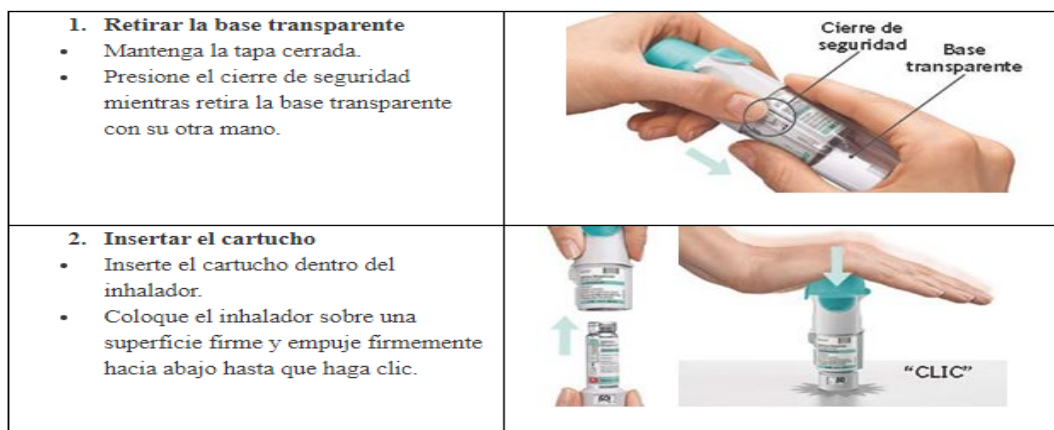 1. Retirar la base transparente
• Mantenga la tapa cerrada.
• Presione el cierre de seguridad
mientras retira la base transparente
con su otra mano.
Cierre de
seguridad
Base
transparente
2. Insertar el cartucho
• Inserte el cartucho dentro del
inhalador.
• Coloque el inhalador sobre una
superficie firme y empuje firmemente
hacia abajo hasta que haga clic.
“CLIC”